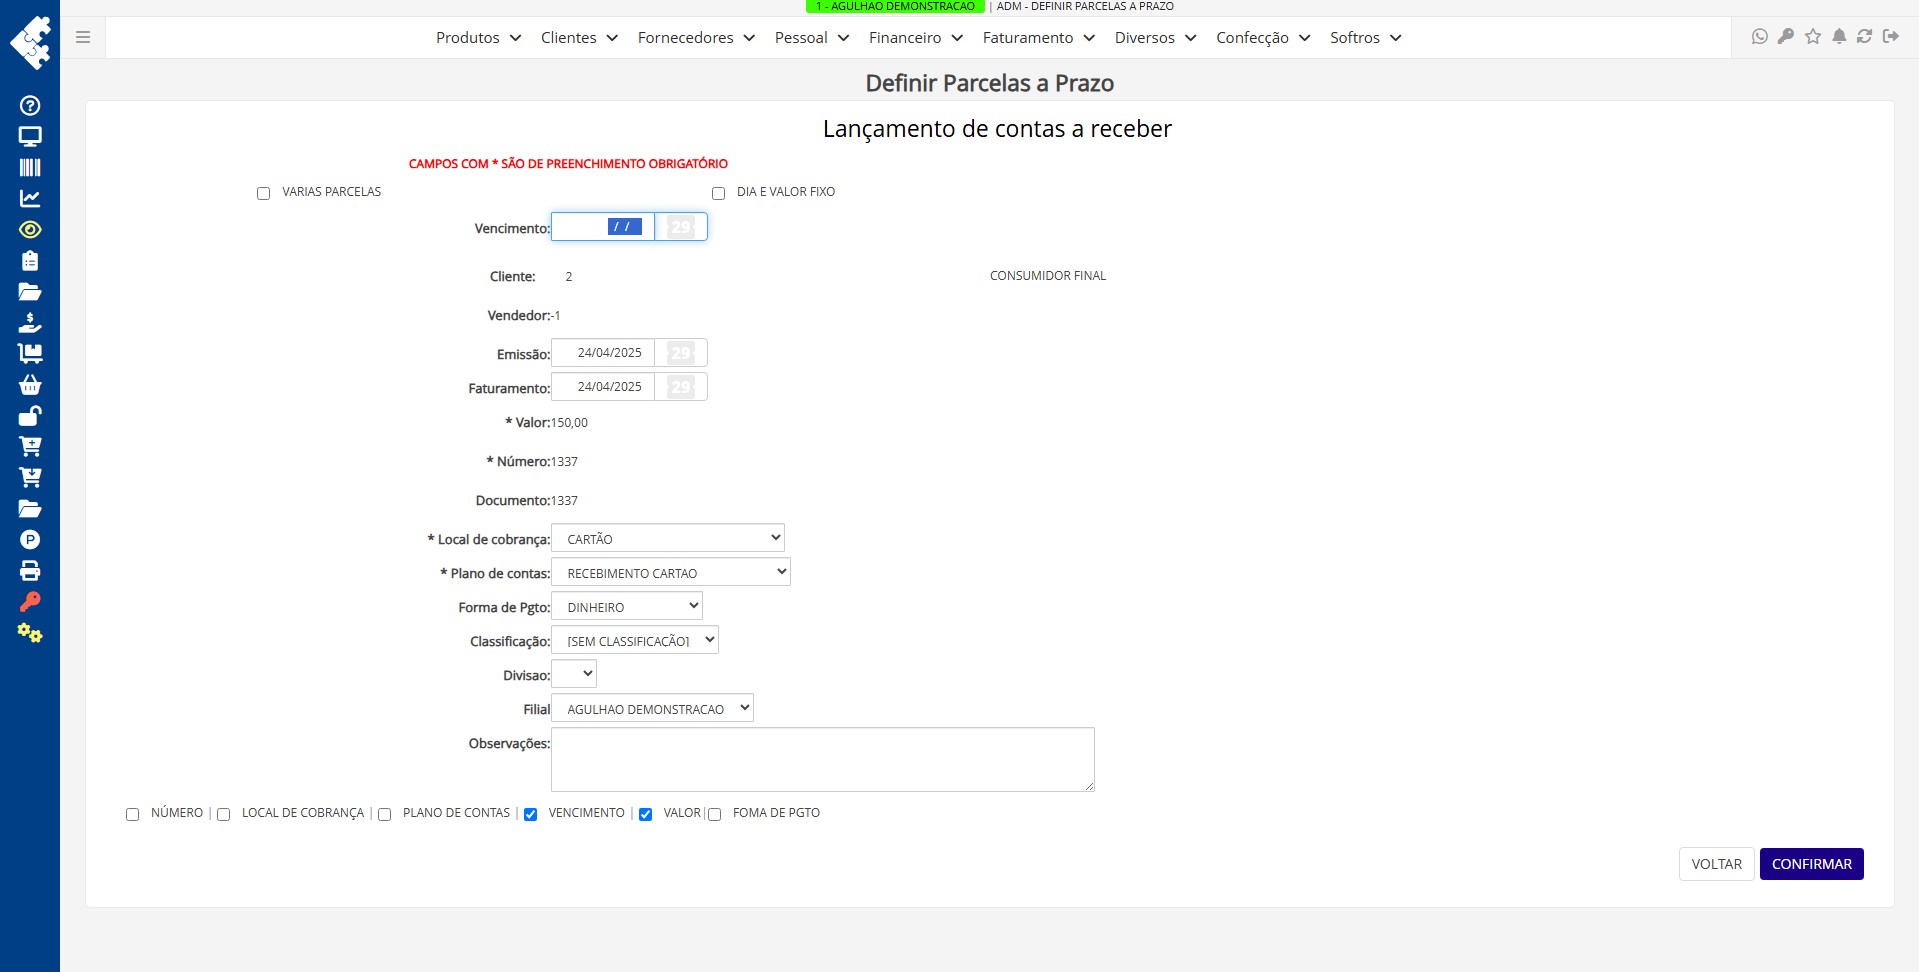 1 - AGULHAO DEMONSTRACAO | ADM - DEFINIR PARCELAS A PRAZO
Produtos Clientes Fornecedores Pessoal Financeiro Faturamento Diversos Confecção Softros
Definir Parcelas a Prazo
Lançamento de contas a receber
CAMPOS COM * SÃO DE PREENCHIMENTO OBRIGATÓRIO
VARIAS PARCELAS DIA E VALOR FIXO
Vencimento: / / 29
Cliente: 2 CONSUMIDOR FINAL
Vendedor:-1
Emissão: 24/04/2025 29
Faturamento: 24/04/2025 29
* Valor:150,00
* Número:1337
Documento:1337
* Local de cobrança: CARTÃO
* Plano de contas: RECEBIMENTO CARTAO
Forma de Pgto: DINHEIRO
Classificação: [SEM CLASSIFICAÇÃO]
Divisao:
Filial AGULHAO DEMONSTRACAO
Observações:
NÚMERO | LOCAL DE COBRANÇA | PLANO DE CONTAS | VENCIMENTO | VALOR | FOMA DE PGTO
VOLTAR CONFIRMAR